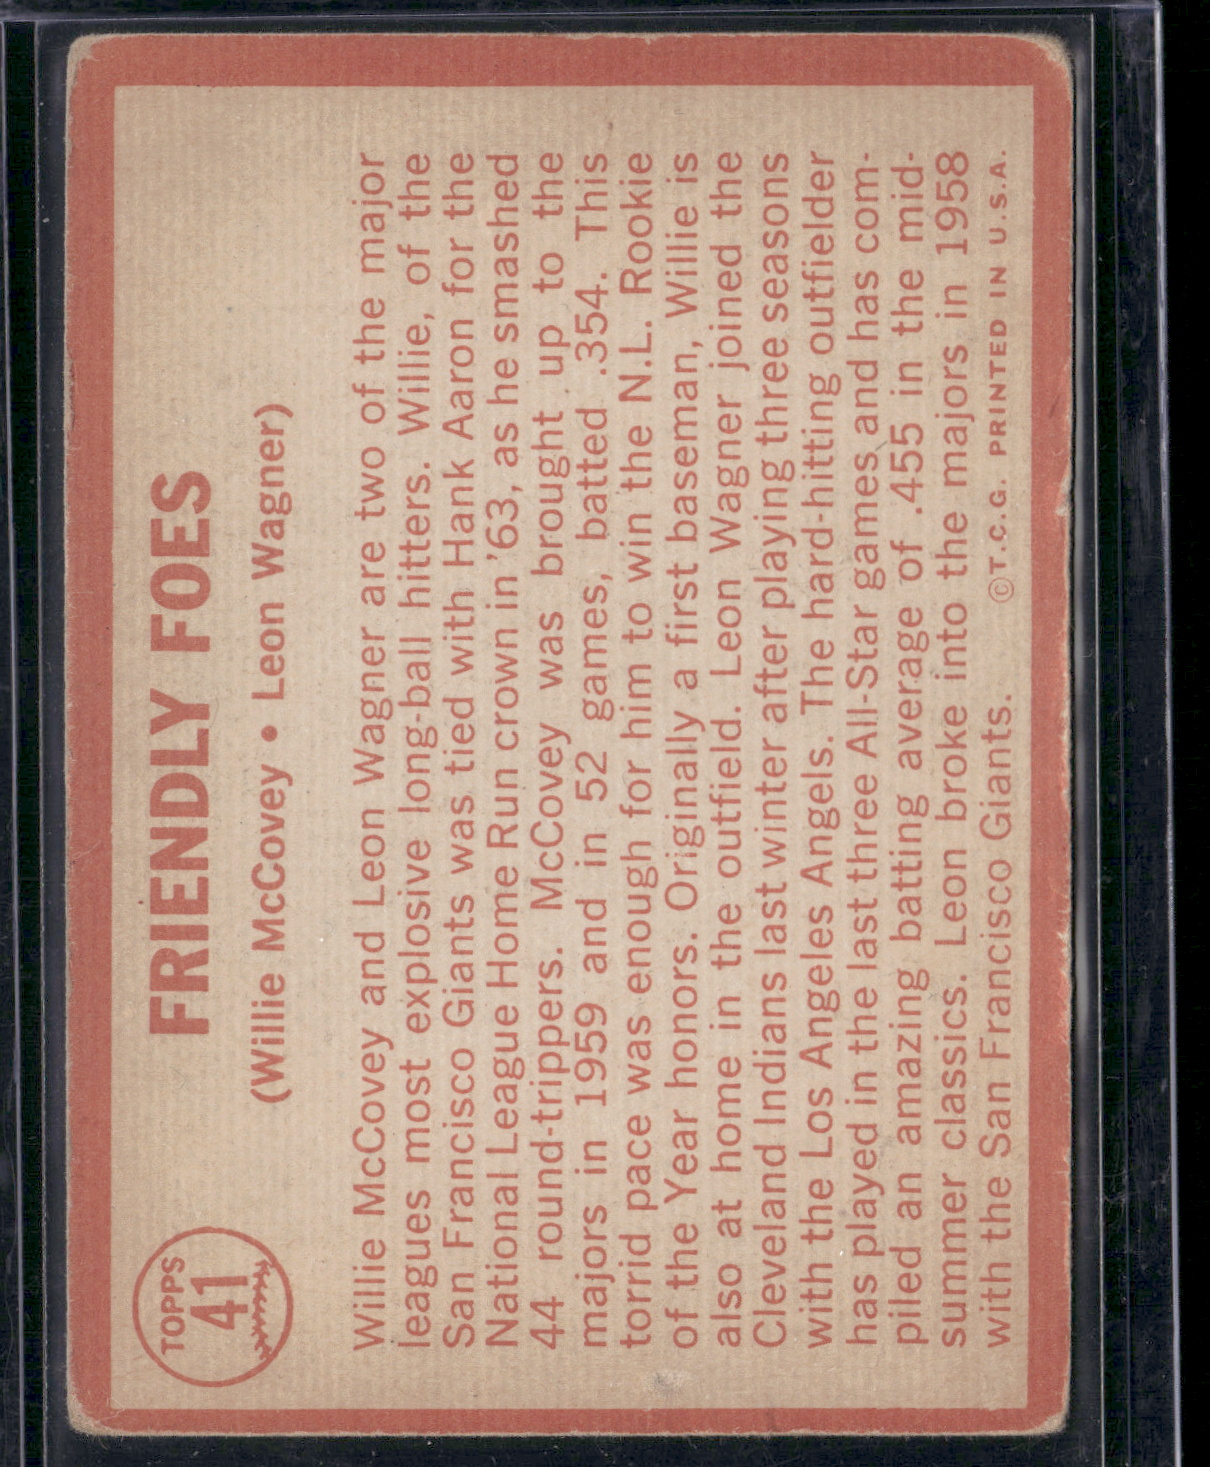 TOPPS
41
FRIENDLY FOES
(Willie McCovey • Leon Wagner)
Willie McCovey and Leon Wagner are two of the major
leagues most explosive long-ball hitters. Willie, of the
San Francisco Giants was tied with Hank Aaron for the
National League Home Run crown in '63, as he smashed
44 round-trippers. McCovey was brought up to the
majors in 1959 and in 52 games, batted .354. This
torrid pace was enough for him to win the N.L. Rookie
of the Year honors. Originally a first baseman, Willie is
also at home in the outfield. Leon Wagner joined the
Cleveland Indians last winter after playing three seasons
with the Los Angeles Angels. The hard-hitting outfielder
has played in the last three All-Star games and has com-
piled an amazing batting average of .455 in the mid-
summer classics. Leon broke into the majors in 1958
with the San Francisco Giants. ©T.C.G. PRINTED IN U.S.A.